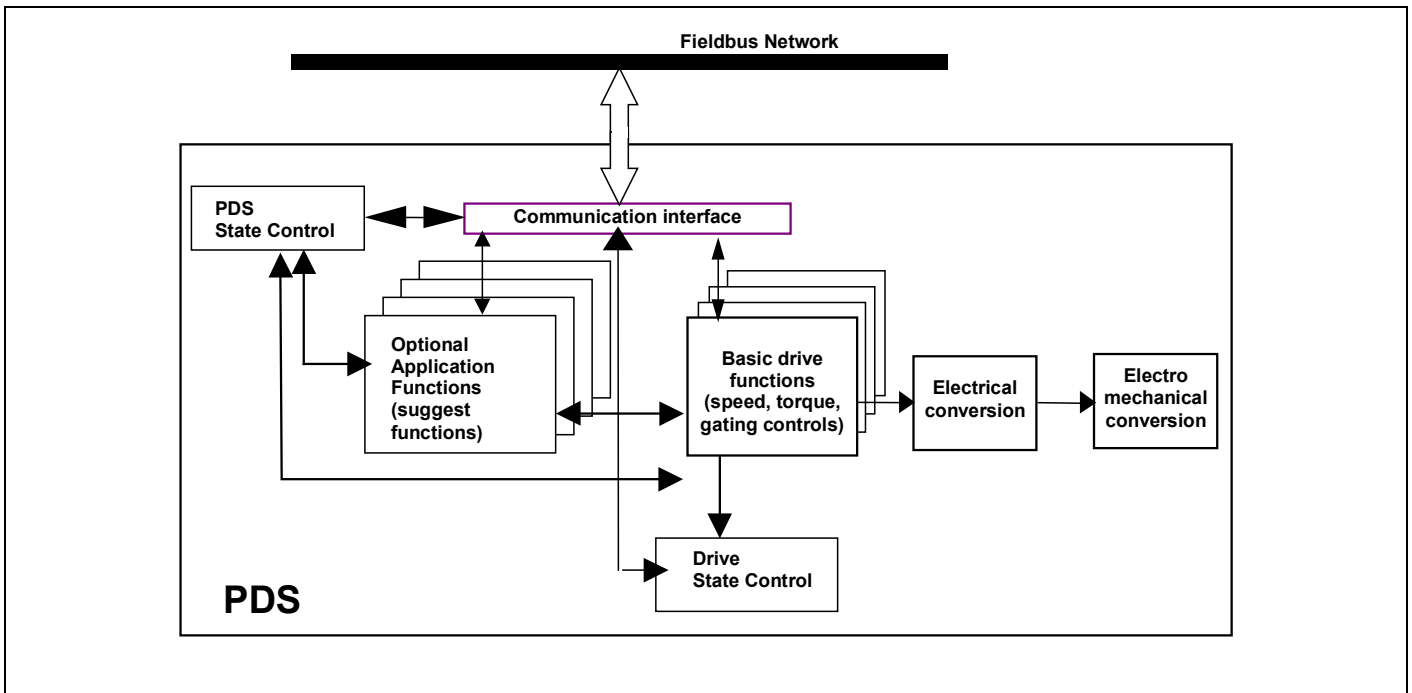 Fieldbus Network
PDS
State Control
Communication interface
Optional
Application
Functions
(suggest
functions)
Basic drive
functions
(speed, torque,
gating controls)
Electrical
conversion
Electro
mechanical
conversion
Drive
State Control
PDS